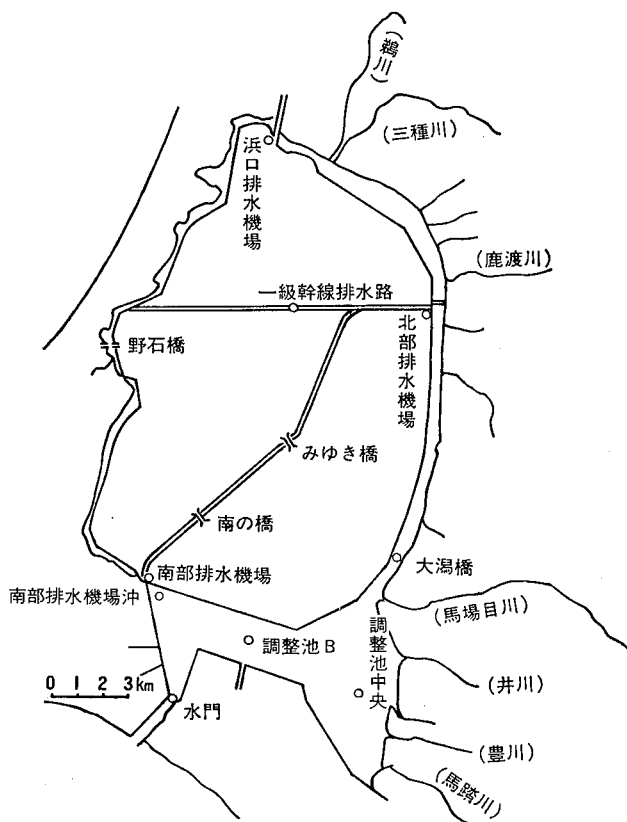 (鵜川)
(三種川)
浜口排水機場
(鹿渡川)
一級幹線排水路
北部排水機場
野石橋
みゆき橋
南の橋
大潟橋
南部排水機場
南部排水機場沖
(馬場目川)
調整池B
調整池中央
(井川)
0 1 2 3 Km
水門
(豊川)
(馬踏川)